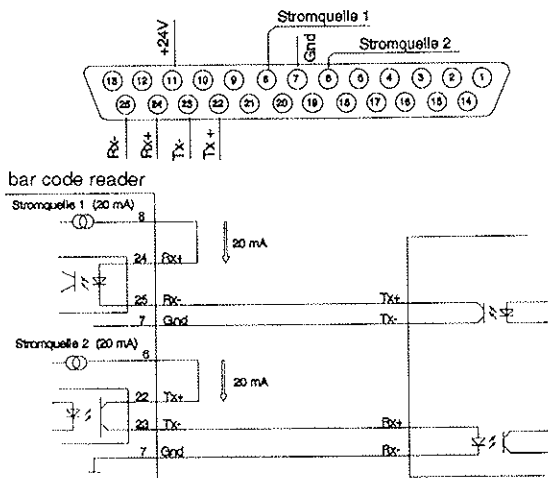 Stromquelle 1
+24V
Gnd
Stromquelle 2
13 12 11 10 9 8 7 6 5 4 3 2 1
25 24 23 22 21 20 19 18 17 16 15 14
Rx- Rx+ Tx- Tx+
bar code reader
Stromquelle 1 (20 mA)
8
20 mA
24 Rx+
25 Rx- Tx+
7 Gnd Tx-
Stromquelle 2 (20 mA)
6
20 mA
22 Tx+
23 Tx- Rx+
7 Gnd Rx-